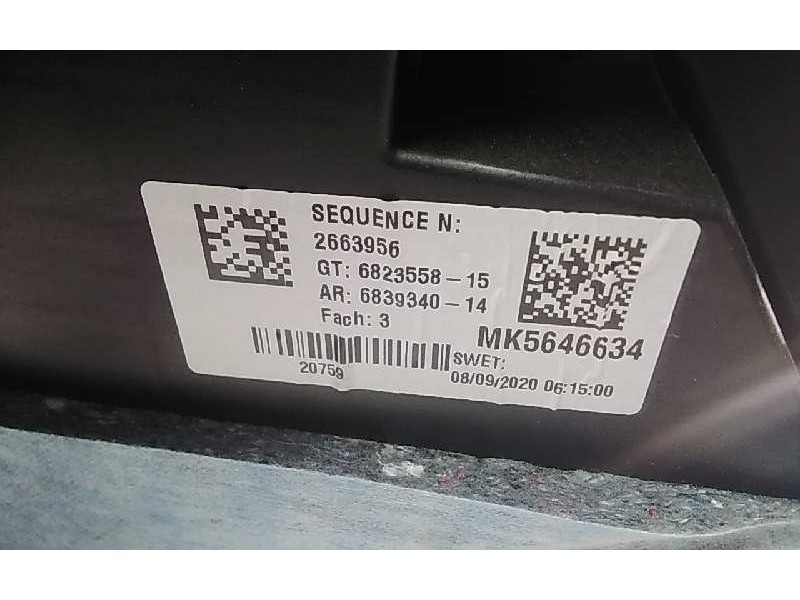 SEQUENCE N:
2663956
GT: 6823558-15
AR: 6839340-14
Fach: 3
MK5646634
20759
SWET:
08/09/2020 06:15:00